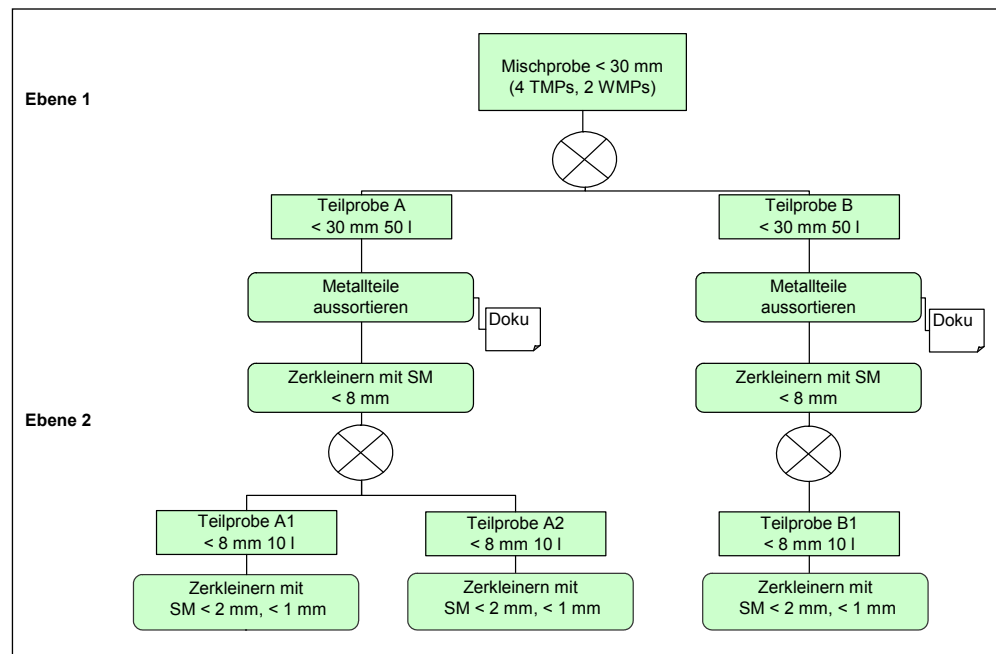 Mischprobe < 30 mm
(4 TMPs, 2 WMPs)
Ebene 1
Teilprobe A
< 30 mm 50 l
Teilprobe B
< 30 mm 50 l
Metallteile
aussortieren
Doku
Metallteile
aussortieren
Doku
Zerkleinern mit SM
< 8 mm
Zerkleinern mit SM
< 8 mm
Ebene 2
Teilprobe A1
< 8 mm 10 l
Teilprobe A2
< 8 mm 10 l
Teilprobe B1
< 8 mm 10 l
Zerkleinern mit
SM < 2 mm, < 1 mm
Zerkleinern mit
SM < 2 mm, < 1 mm
Zerkleinern mit
SM < 2 mm, < 1 mm